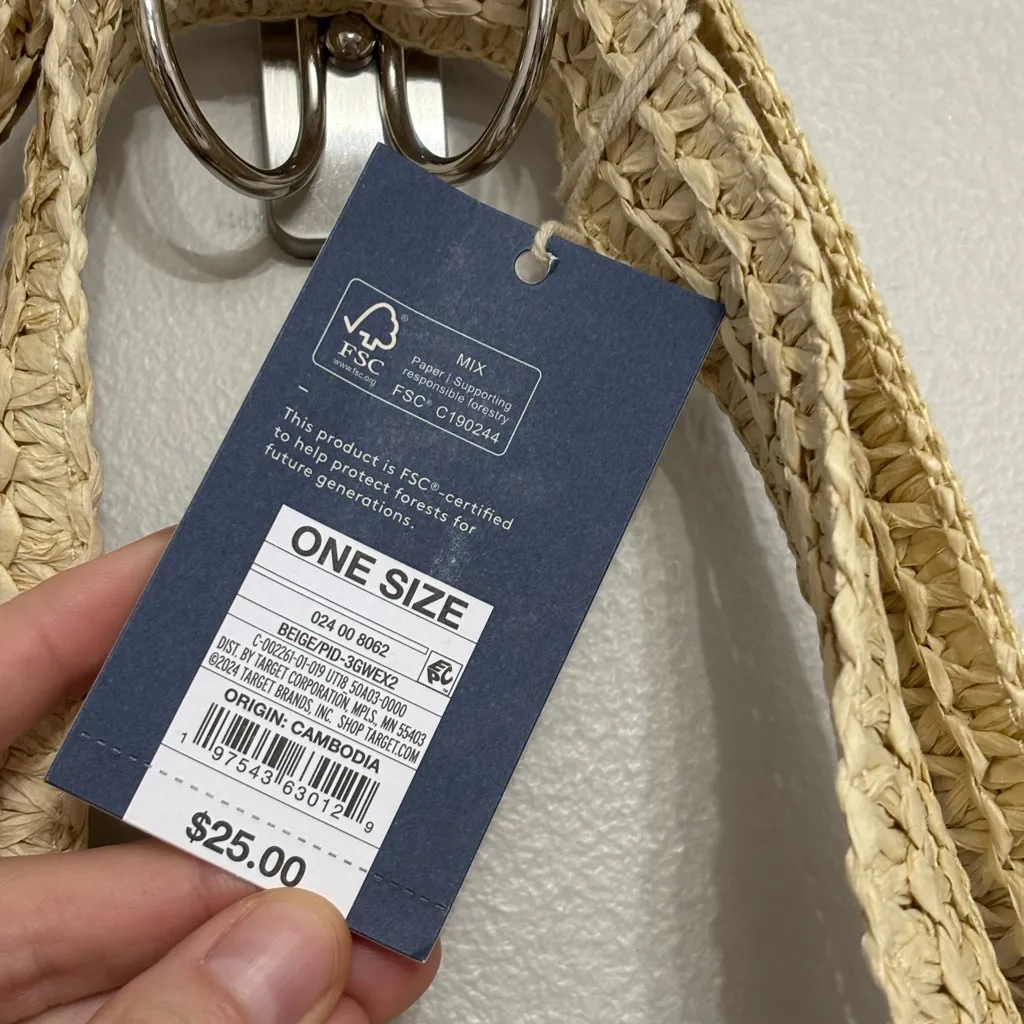 FSC®
www.fsc.org
MIX
Paper | Supporting
responsible forestry
FSC® C190244
–
This product is FSC®-certified
to help protect forests for
future generations.
ONE SIZE
024 00 8062
BEIGE/PID-3GWEX2
C-002261-01-019 UT18 50A03-0000
DIST. BY TARGET CORPORATION, MPLS, MN 55403
©2024 TARGET BRANDS, INC. SHOP TARGET.COM
ORIGIN: CAMBODIA
1 97543 63012 9
$25.00